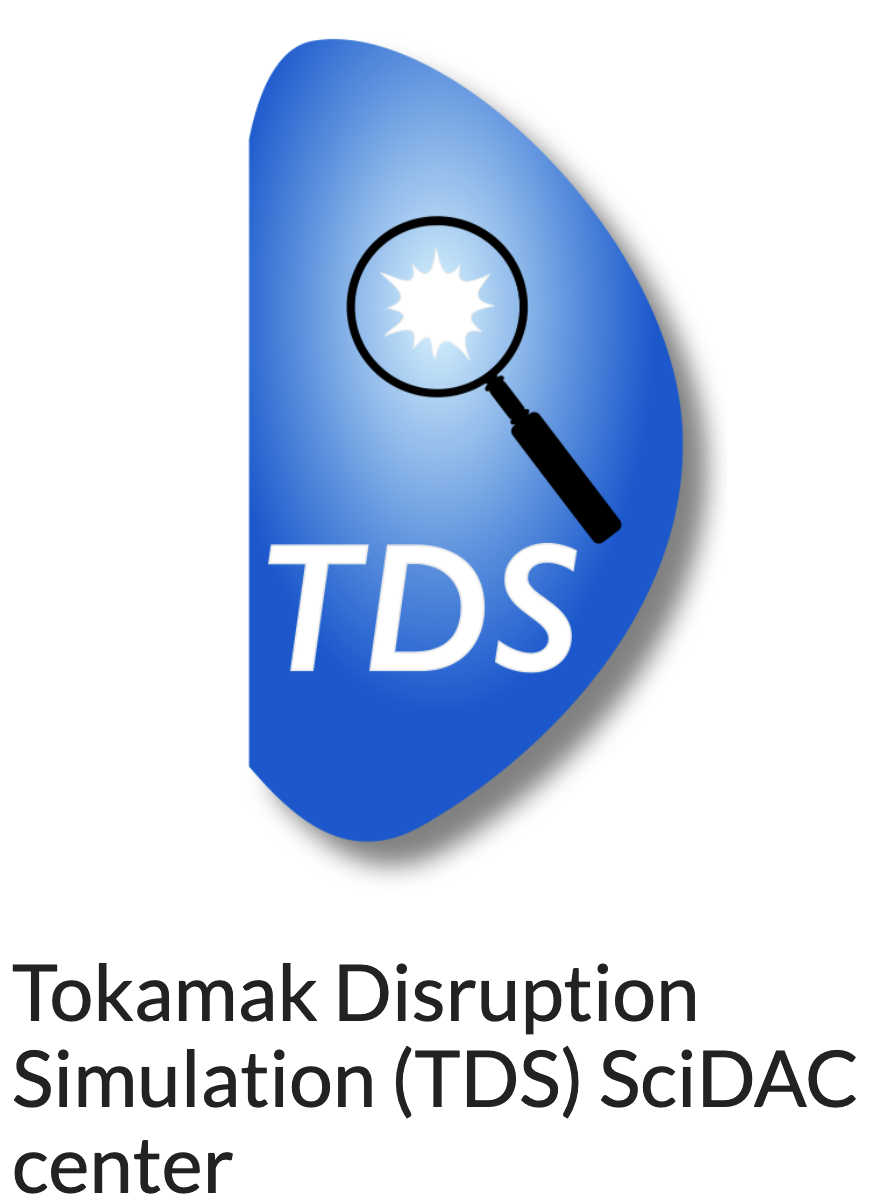 TDS
Tokamak Disruption
Simulation (TDS) SciDAC
center